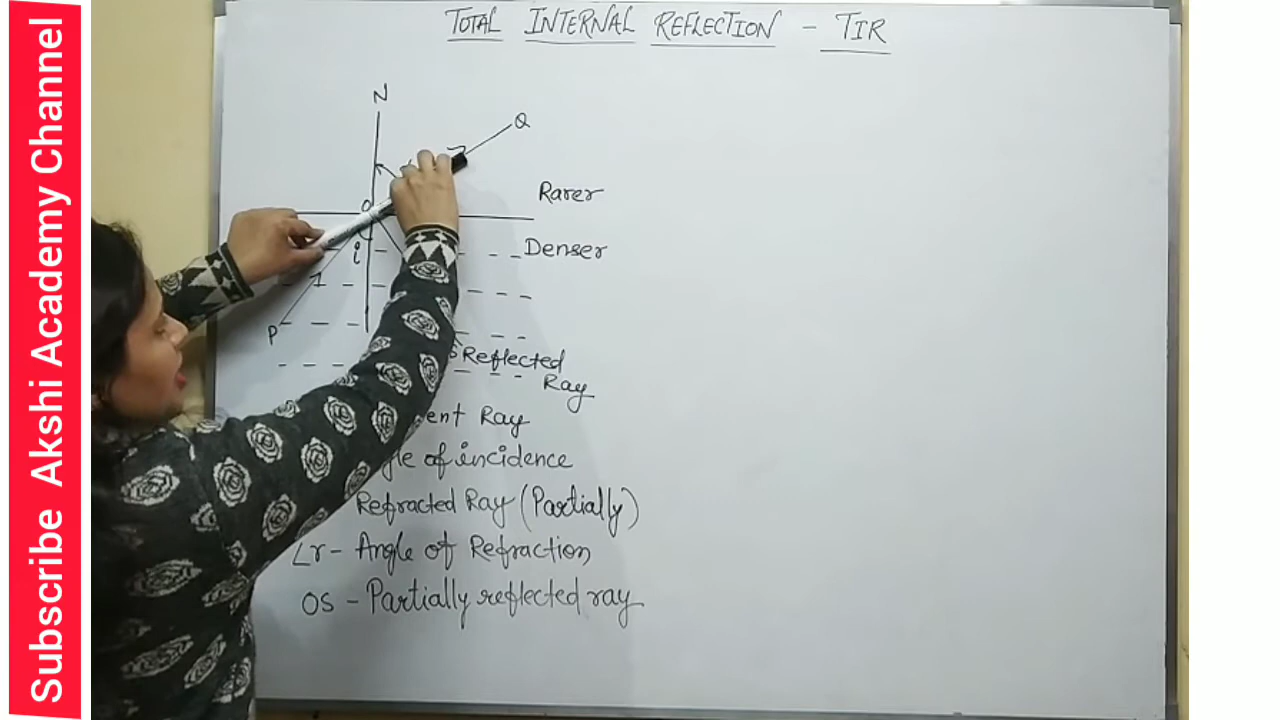 Subscribe Akshi Academy Channel
TOTAL INTERNAL REFLECTION - TIR
N
Q
Rarer
O
Denser
i
P
S Reflected
Ray
Ray
of incidence
Refracted Ray (Partially)
∠r - Angle of Refraction
OS - Partially reflected ray